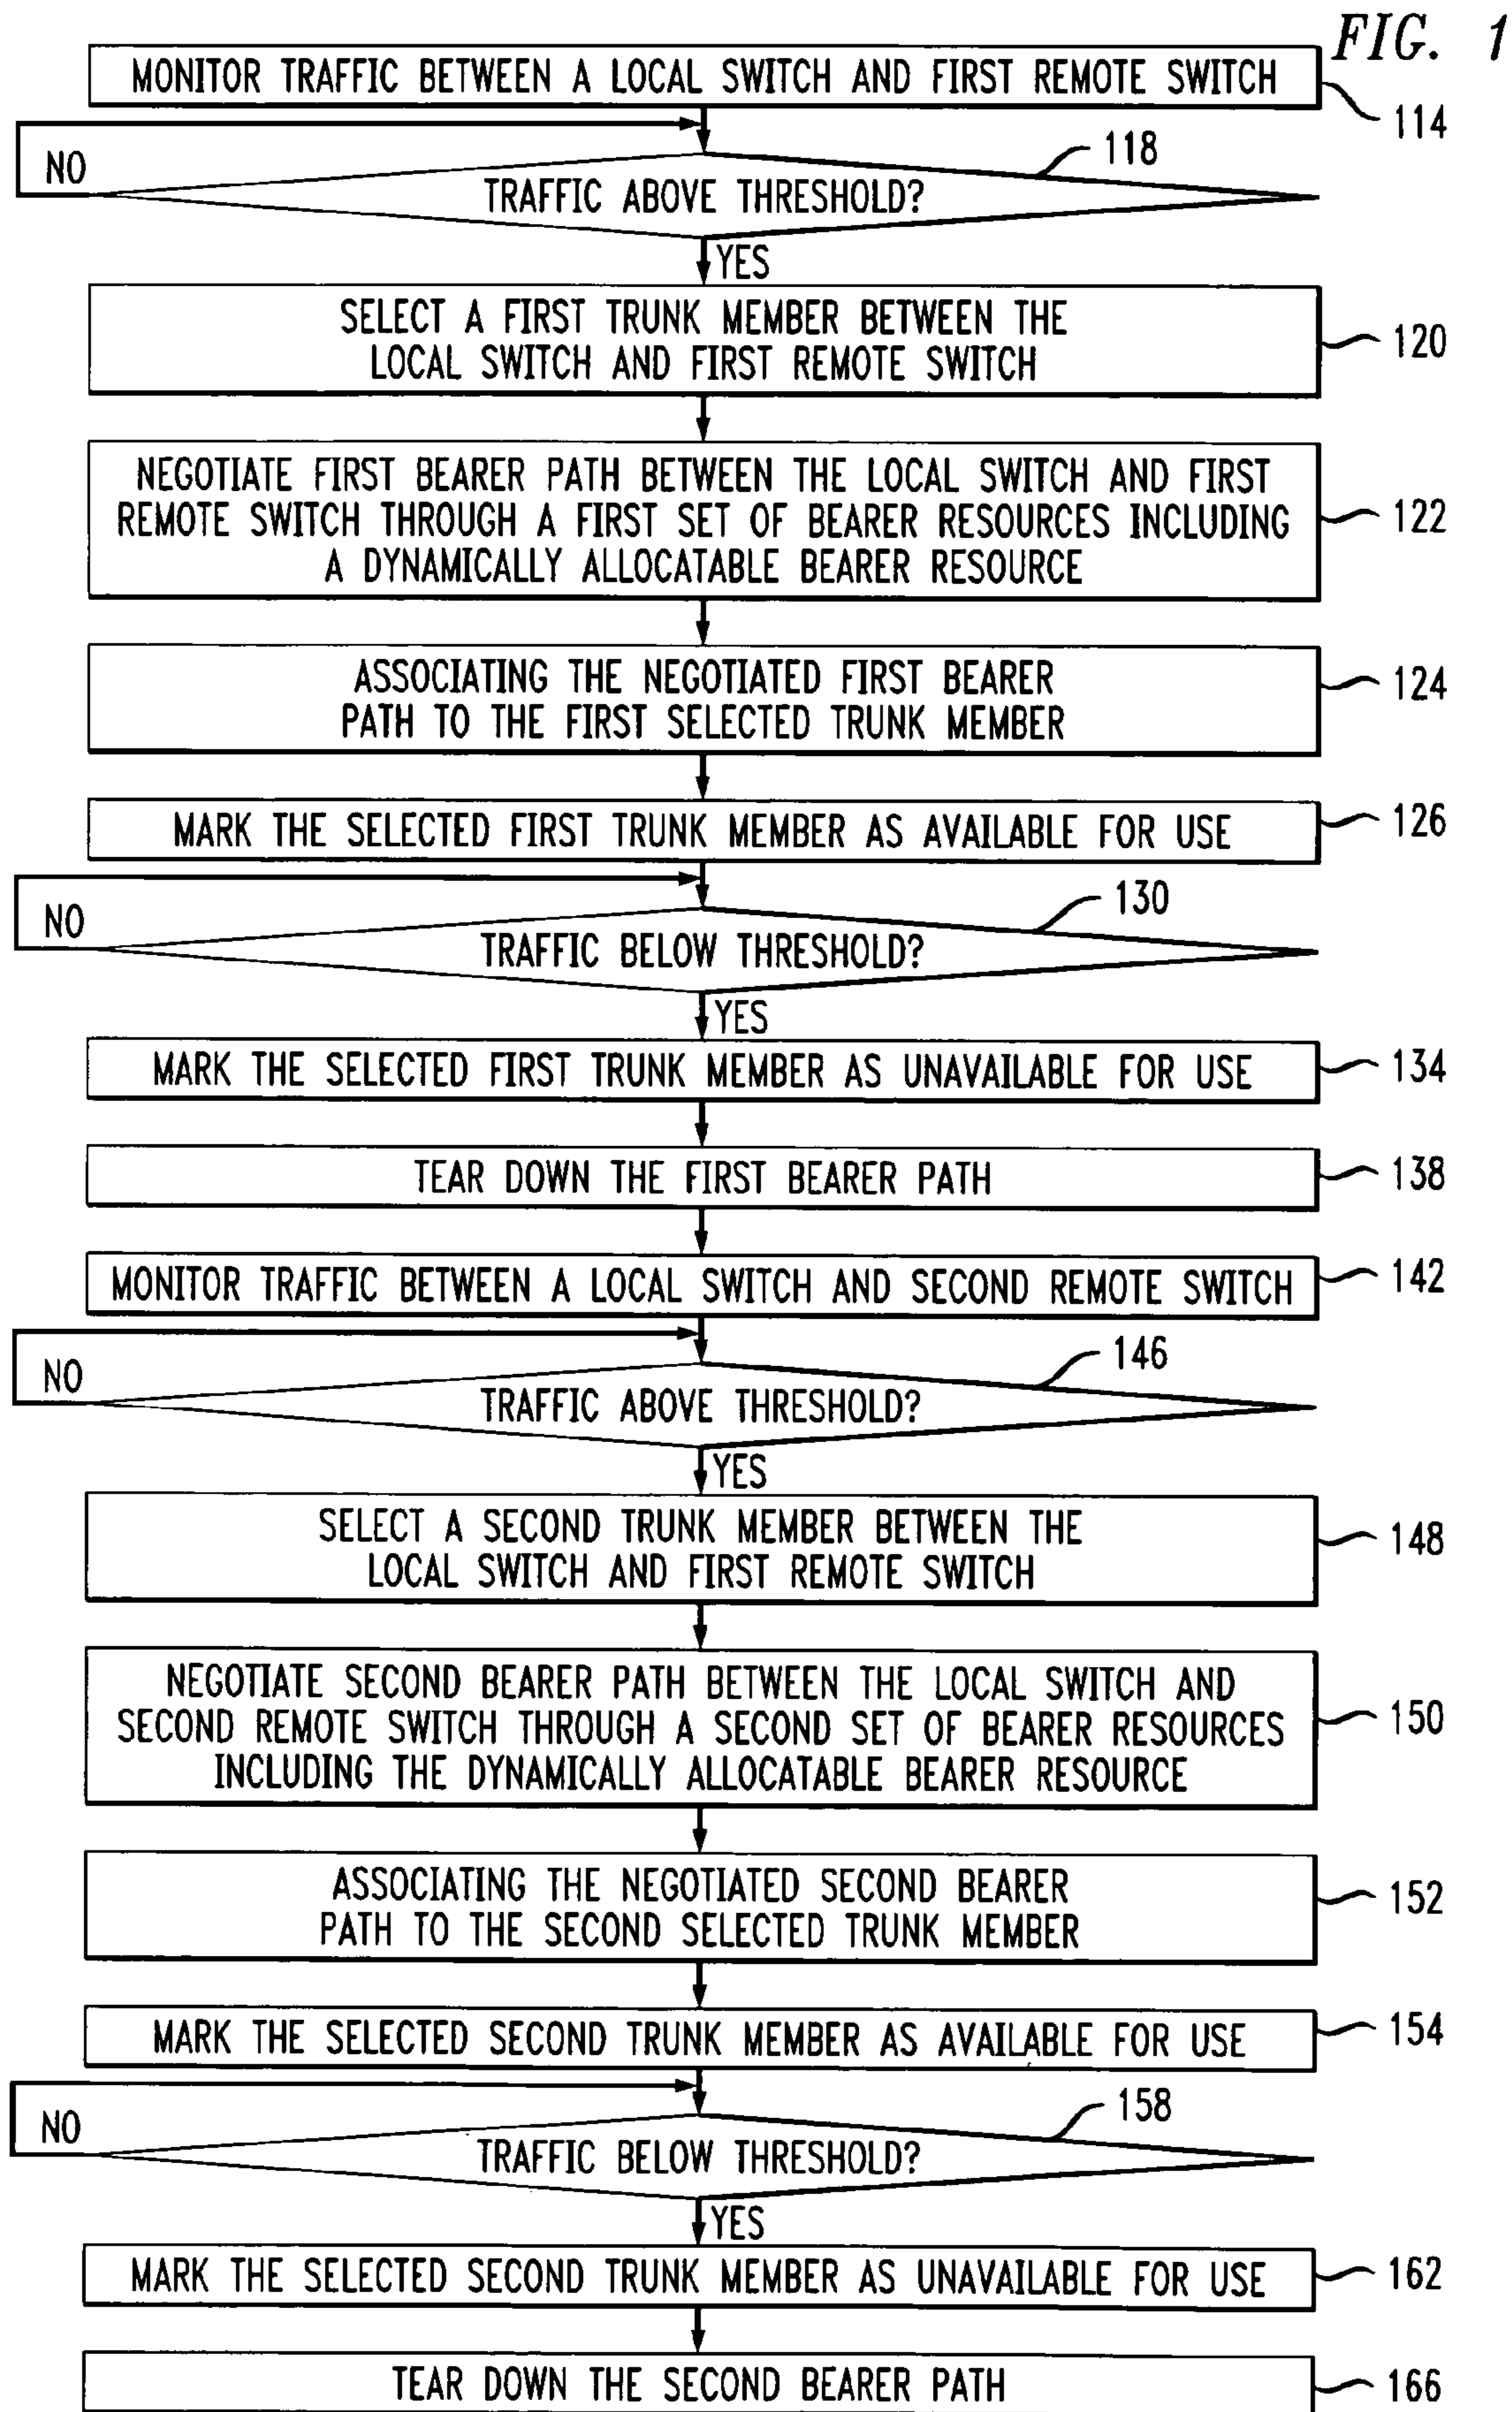 FIG. 1
MONITOR TRAFFIC BETWEEN A LOCAL SWITCH AND FIRST REMOTE SWITCH
114
118
NO
TRAFFIC ABOVE THRESHOLD?
YES
SELECT A FIRST TRUNK MEMBER BETWEEN THE
LOCAL SWITCH AND FIRST REMOTE SWITCH
120
NEGOTIATE FIRST BEARER PATH BETWEEN THE LOCAL SWITCH AND FIRST
REMOTE SWITCH THROUGH A FIRST SET OF BEARER RESOURCES INCLUDING
A DYNAMICALLY ALLOCATABLE BEARER RESOURCE
122
ASSOCIATING THE NEGOTIATED FIRST BEARER
PATH TO THE FIRST SELECTED TRUNK MEMBER
124
MARK THE SELECTED FIRST TRUNK MEMBER AS AVAILABLE FOR USE
126
130
NO
TRAFFIC BELOW THRESHOLD?
YES
MARK THE SELECTED FIRST TRUNK MEMBER AS UNAVAILABLE FOR USE
134
TEAR DOWN THE FIRST BEARER PATH
138
MONITOR TRAFFIC BETWEEN A LOCAL SWITCH AND SECOND REMOTE SWITCH
142
146
NO
TRAFFIC ABOVE THRESHOLD?
YES
SELECT A SECOND TRUNK MEMBER BETWEEN THE
LOCAL SWITCH AND FIRST REMOTE SWITCH
148
NEGOTIATE SECOND BEARER PATH BETWEEN THE LOCAL SWITCH AND
SECOND REMOTE SWITCH THROUGH A SECOND SET OF BEARER RESOURCES
INCLUDING THE DYNAMICALLY ALLOCATABLE BEARER RESOURCE
150
ASSOCIATING THE NEGOTIATED SECOND BEARER
PATH TO THE SECOND SELECTED TRUNK MEMBER
152
MARK THE SELECTED SECOND TRUNK MEMBER AS AVAILABLE FOR USE
154
158
NO
TRAFFIC BELOW THRESHOLD?
YES
MARK THE SELECTED SECOND TRUNK MEMBER AS UNAVAILABLE FOR USE
162
TEAR DOWN THE SECOND BEARER PATH
166